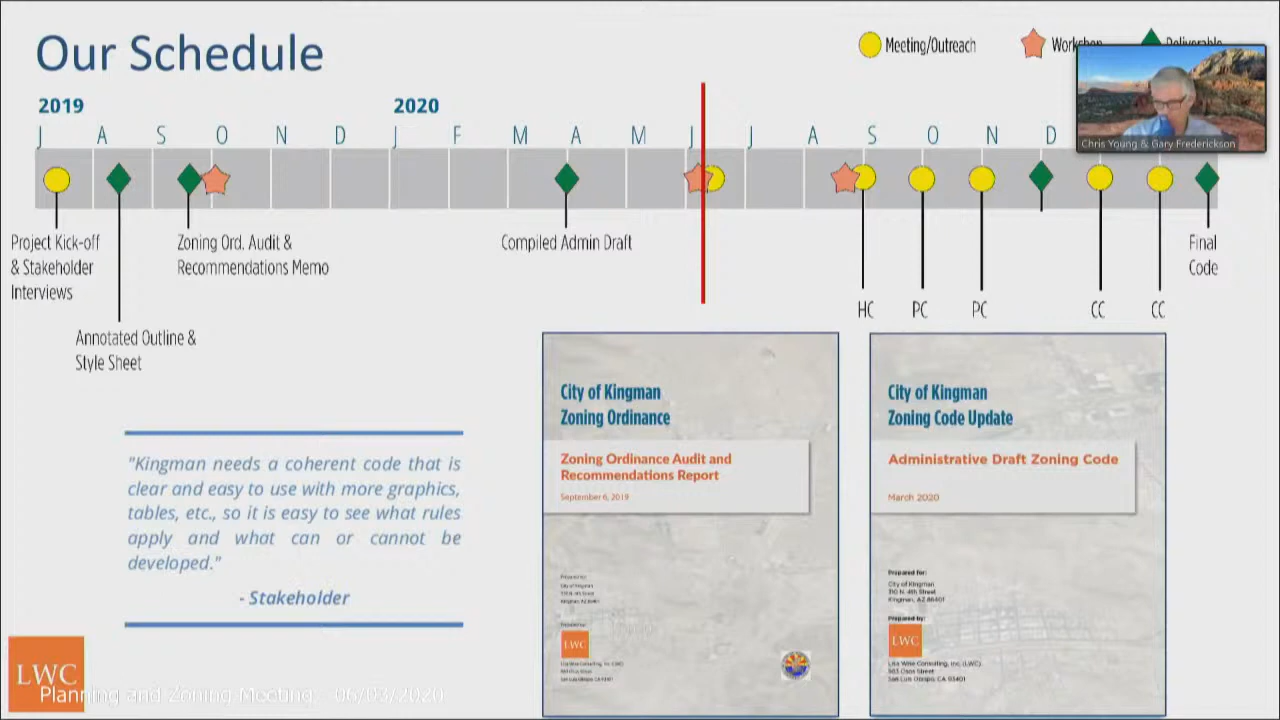 Our Schedule
Meeting/Outreach
Workshop
Deliverable
2019
2020
J A S O N D J F M A M J J A S O N D
Chris Young & Gary Frederickson
Project Kick-off
& Stakeholder
Interviews
Annotated Outline &
Style Sheet
Zoning Ord. Audit &
Recommendations Memo
Compiled Admin Draft
HC
PC
PC
CC
CC
Final
Code
"Kingman needs a coherent code that is
clear and easy to use with more graphics,
tables, etc., so it is easy to see what rules
apply and what can or cannot be
developed."
- Stakeholder
City of Kingman
Zoning Ordinance
Zoning Ordinance Audit and
Recommendations Report
September 6, 2019
City of Kingman
LWC
City of Kingman
Zoning Code Update
Administrative Draft Zoning Code
March 2020
Prepared for:
City of Kingman
310 N. 4th Street
Kingman, AZ 86401
Prepared by:
LWC
Lisa Wise Consulting, Inc. (LWC)
983 Osos Street
San Luis Obispo, CA 93401
LWC
Planning and Zoning Meeting - 06/03/2020